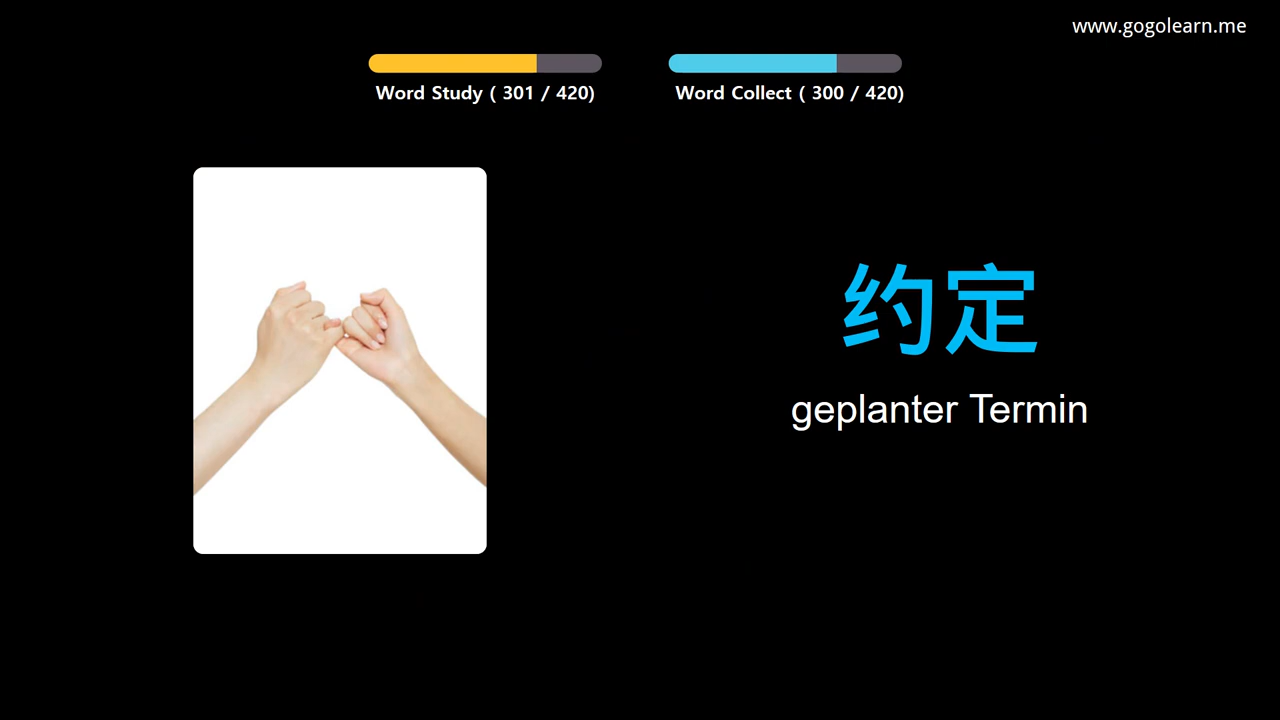 www.gogolearn.me
Word Study ( 301 / 420)
Word Collect ( 300 / 420)
约定
geplanter Termin